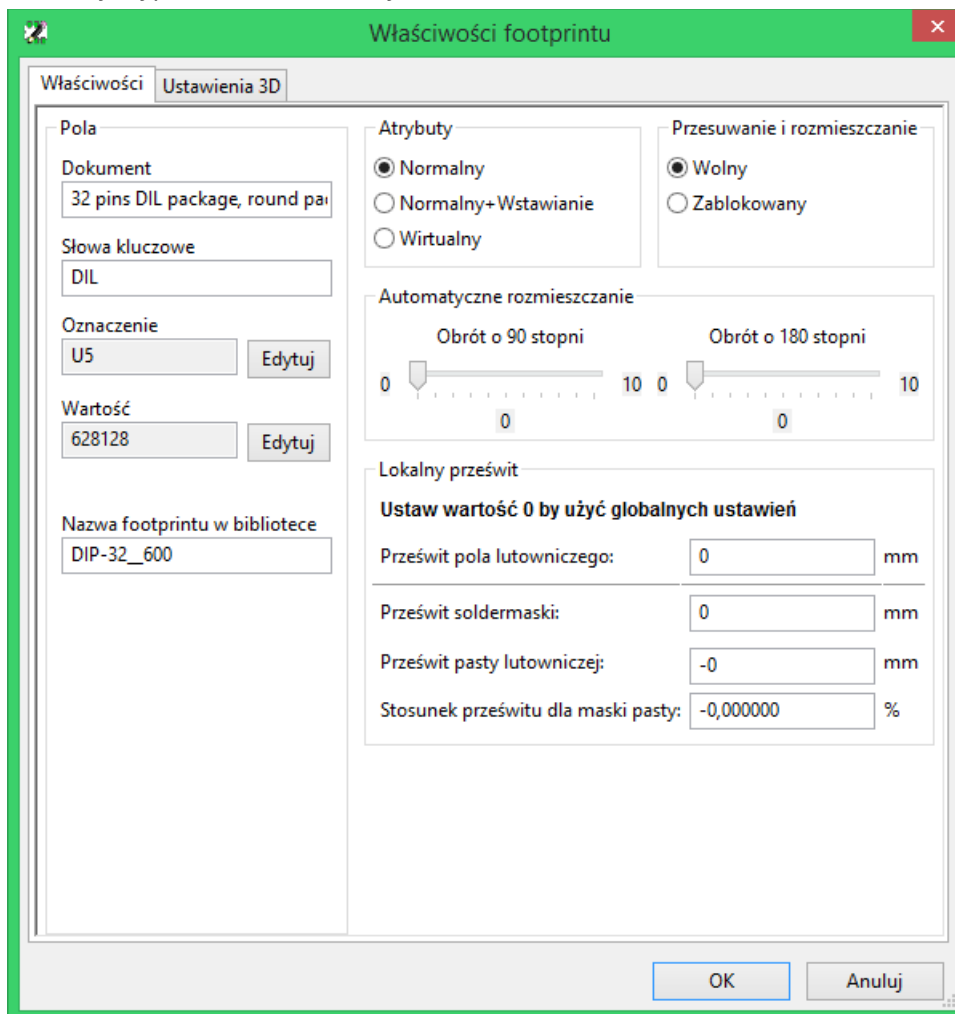 Właściwości footprintu
Właściwości
Ustawienia 3D
Pola
Dokument
32 pins DIL package, round
Słowa kluczowe
DIL
Oznaczenie
U5
Edytuj
Wartość
628128
Edytuj
Nazwa footprintu w bibliotece
DIP-32__600
Atrybuty
Normalny
Normalny+Wstawianie
Wirtualny
Przesuwanie i rozmieszczanie
Wolny
Zablokowany
Automatyczne rozmieszczanie
Obrót o 90 stopni
0
10
0
Obrót o 180 stopni
0
10
0
Lokalny prześwit
Ustaw wartość 0 by użyć globalnych ustawień
Prześwit pola lutowniczego: 0 mm
Prześwit soldermaski: 0 mm
Prześwit pasty lutowniczej: -0 mm
Stosunek prześwitu dla maski pasty: -0,000000 %
OK
Anuluj